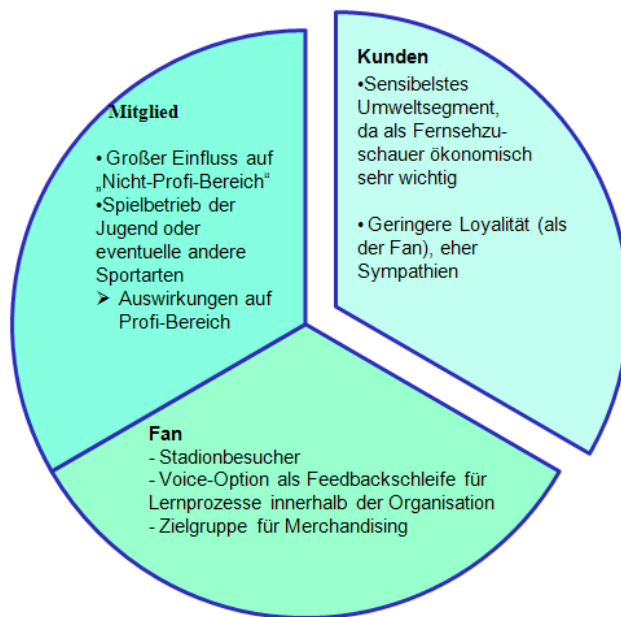 Mitglied
• Großer Einfluss auf
„Nicht-Profi-Bereich“
•Spielbetrieb der
Jugend oder
eventuelle andere
Sportarten
➤ Auswirkungen auf
Profi-Bereich
Kunden
•Sensibelstes
Umweltsegment,
da als Fernsehzu-
schauer ökonomisch
sehr wichtig
• Geringere Loyalität (als
der Fan), eher
Sympathien
Fan
- Stadionbesucher
- Voice-Option als Feedbackschleife für
Lernprozesse innerhalb der Organisation
- Zielgruppe für Merchandising